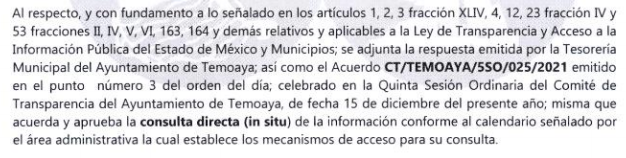 Al respecto, y con fundamento a lo señalado en los artículos 1, 2, 3 fracción XLIV, 4, 12, 23 fracción IV y
53 fracciones II, IV, V, VI, 163, 164 y demás relativos y aplicables a la Ley de Transparencia y Acceso a la
Información Pública del Estado de México y Municipios; se adjunta la respuesta emitida por la Tesorería
Municipal del Ayuntamiento de Temoaya; así como el Acuerdo CT/TEMOAYA/5SO/025/2021 emitido
en el punto número 3 del orden del día; celebrado en la Quinta Sesión Ordinaria del Comité de
Transparencia del Ayuntamiento de Temoaya, de fecha 15 de diciembre del presente año; misma que
acuerda y aprueba la consulta directa (in situ) de la información conforme al calendario señalado por
el área administrativa la cual establece los mecanismos de acceso para su consulta.